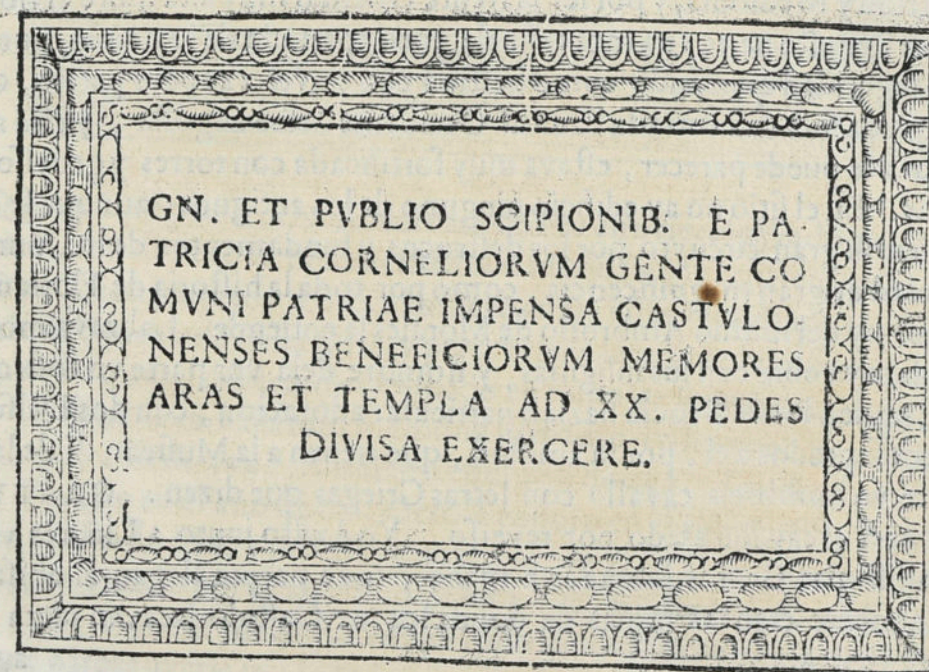 GN. ET PVBLIO SCIPIONIB. E PA-
TRICIA CORNELIORVM GENTE CO
MVNI PATRIAE IMPENSA CASTVLO.
NENSES BENEFICIORVM MEMORES
ARAS ET TEMPLA AD XX. PEDES
DIVISA EXERCERE.